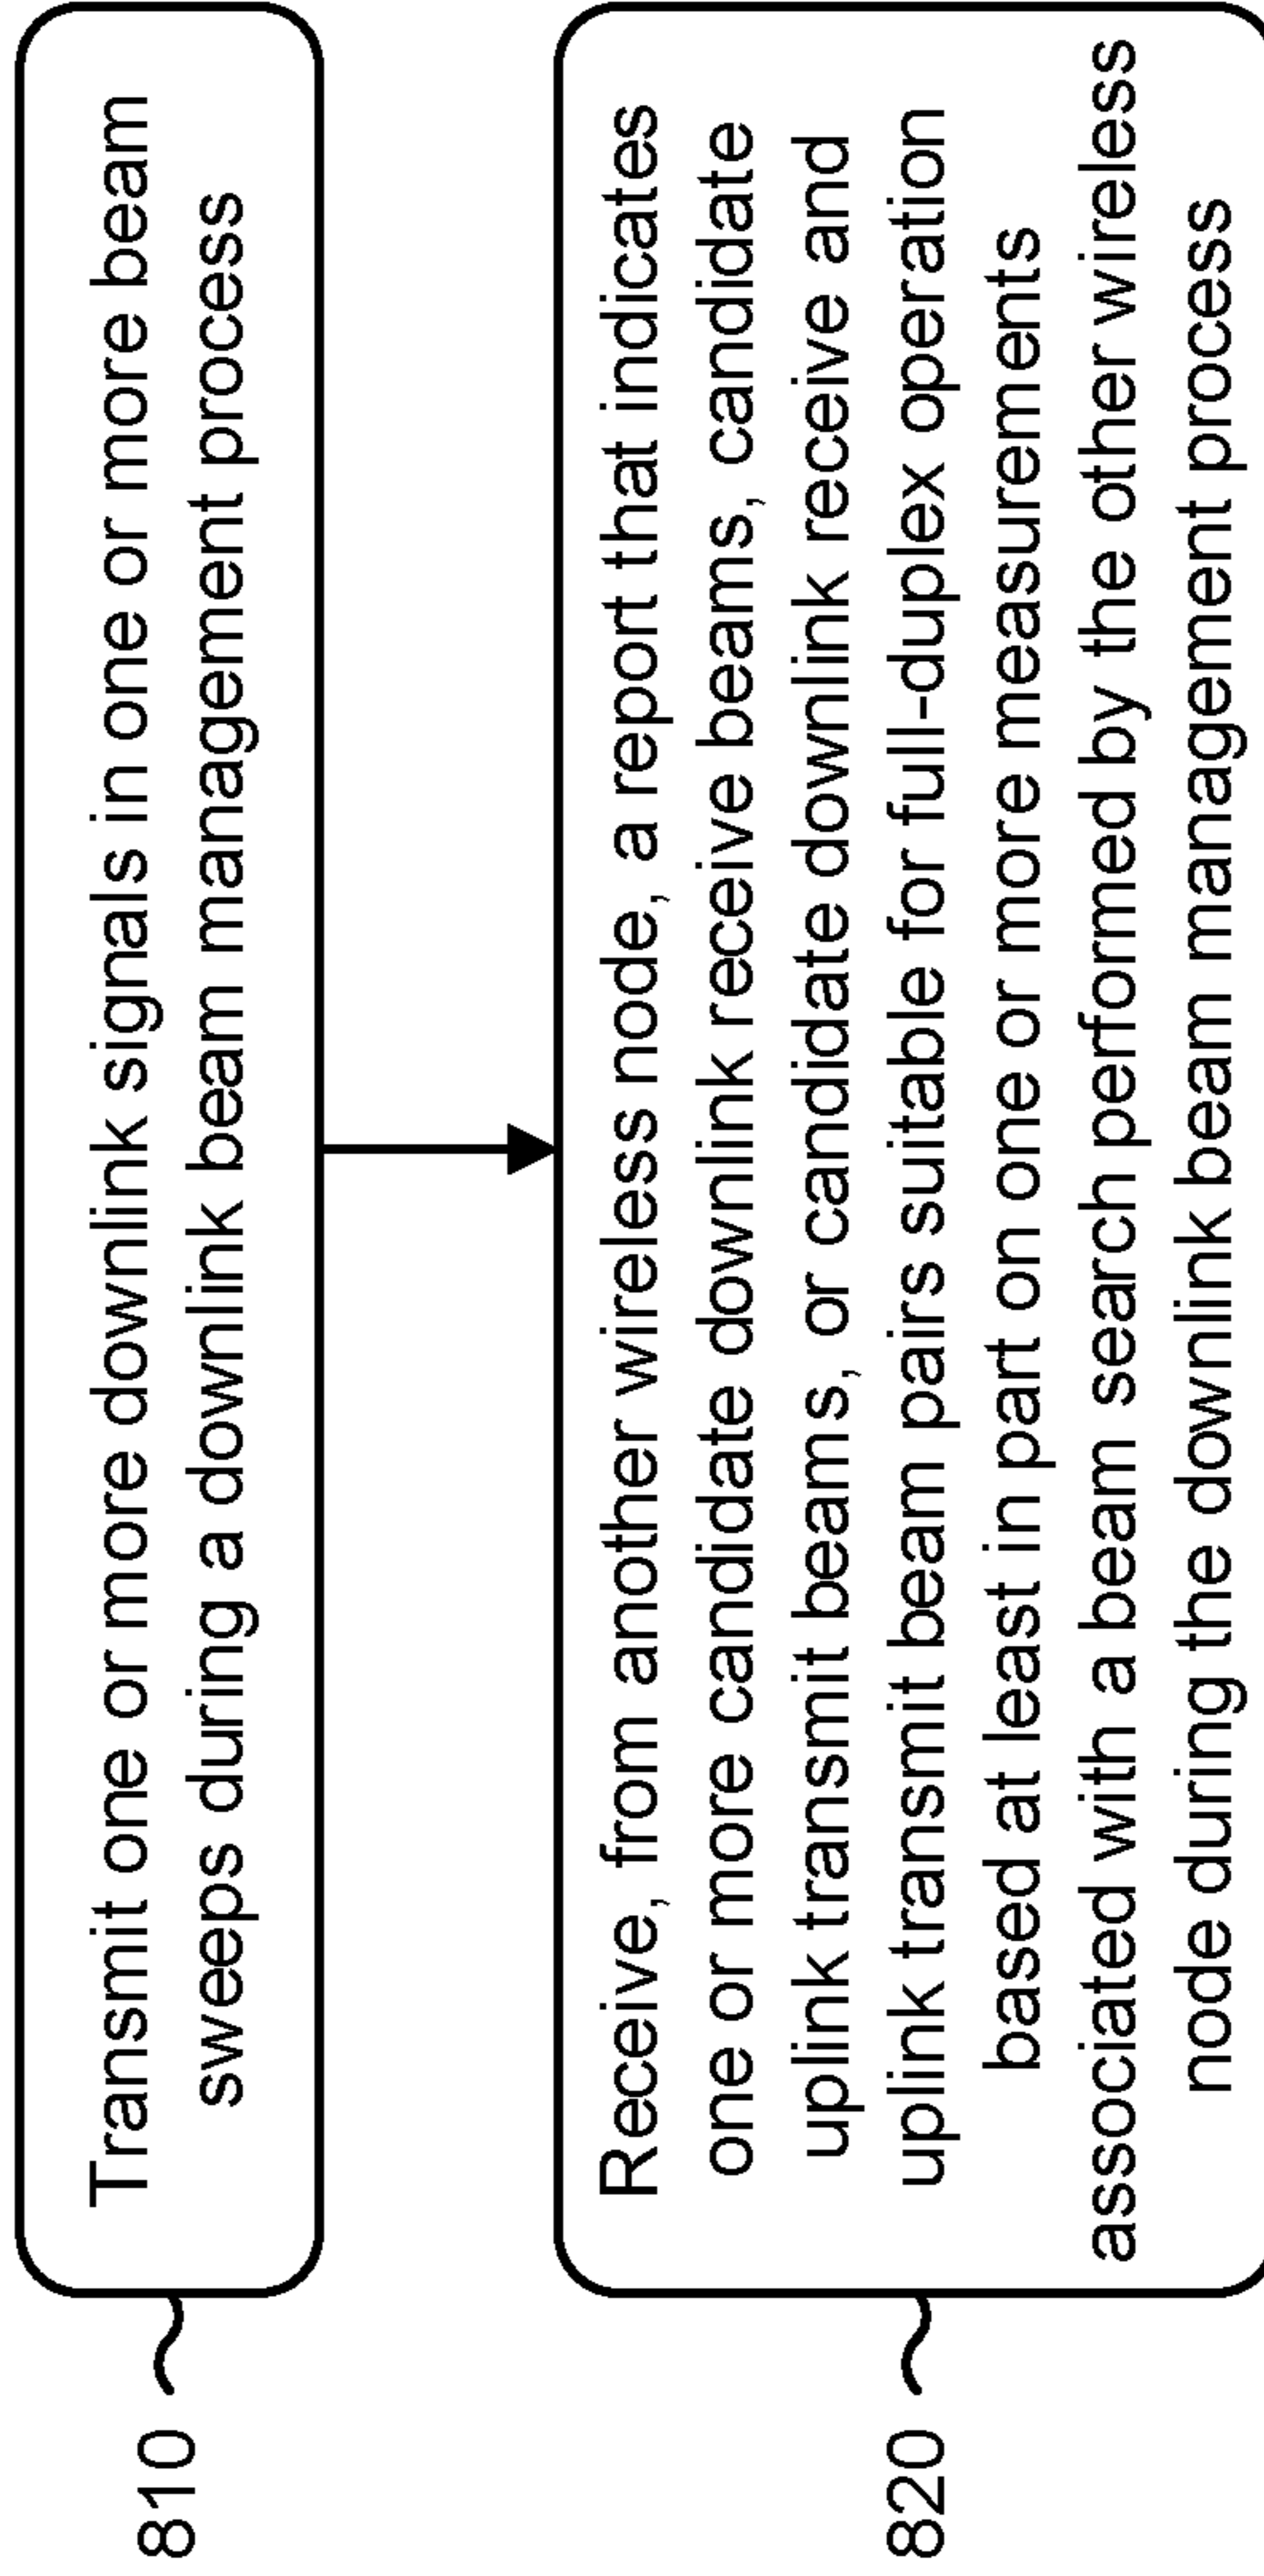 810
Transmit one or more downlink signals in one or more beam
sweeps during a downlink beam management process
820
Receive, from another wireless node, a report that indicates
one or more candidate downlink receive beams, candidate
uplink transmit beams, or candidate downlink receive and
uplink transmit beam pairs suitable for full-duplex operation
based at least in part on one or more measurements
associated with a beam search performed by the other wireless
node during the downlink beam management process